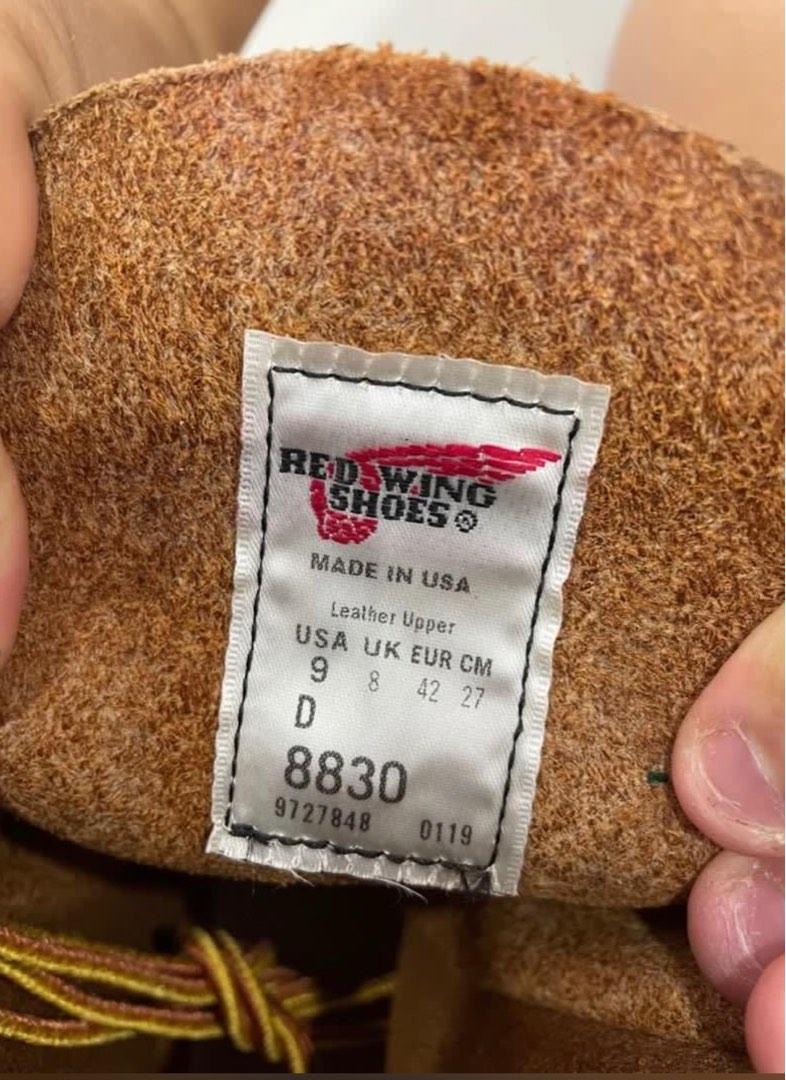 RED WING
SHOES®
MADE IN USA
Leather Upper
USA UK EUR CM
9 8 42 27
D
8830
9727848 0119